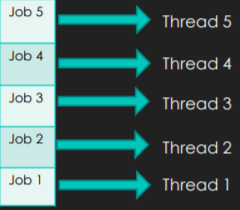 Job 5 Thread 5
Job 4 Thread 4
Job 3 Thread 3
Job 2 Thread 2
Job 1 Thread 1